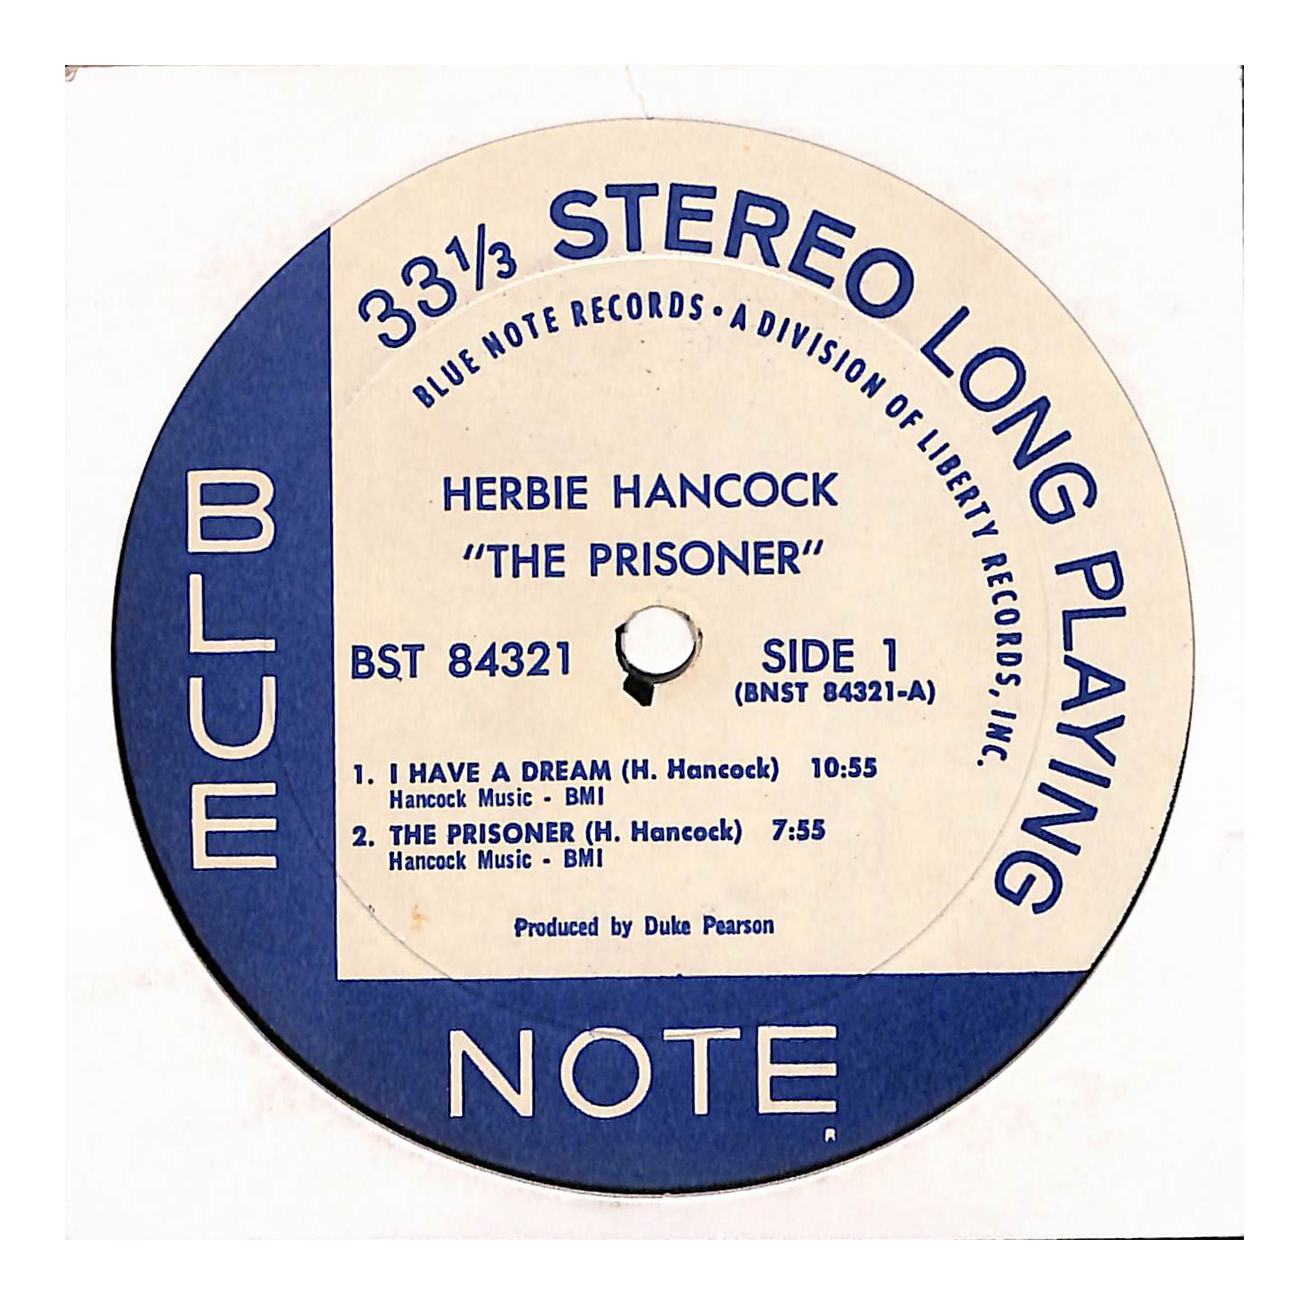 33⅓ STEREO LONG PLAYING
BLUE NOTE RECORDS • A DIVISION OF LIBERTY RECORDS, INC.
HERBIE HANCOCK
"THE PRISONER"
BST 84321
SIDE 1
(BNST 84321-A)
1. I HAVE A DREAM (H. Hancock) 10:55
Hancock Music - BMI
2. THE PRISONER (H. Hancock) 7:55
Hancock Music - BMI
Produced by Duke Pearson
BLUE
NOTE
R